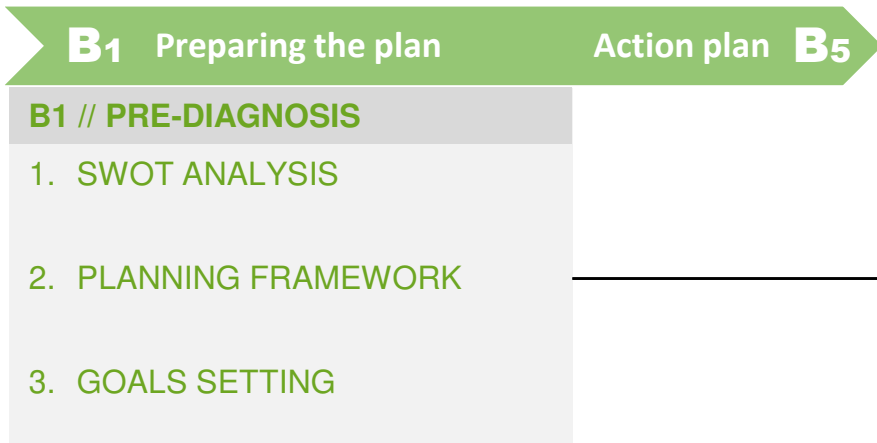 B1 Preparing the plan Action plan B5
B1 // PRE-DIAGNOSIS
1. SWOT ANALYSIS
2. PLANNING FRAMEWORK
3. GOALS SETTING